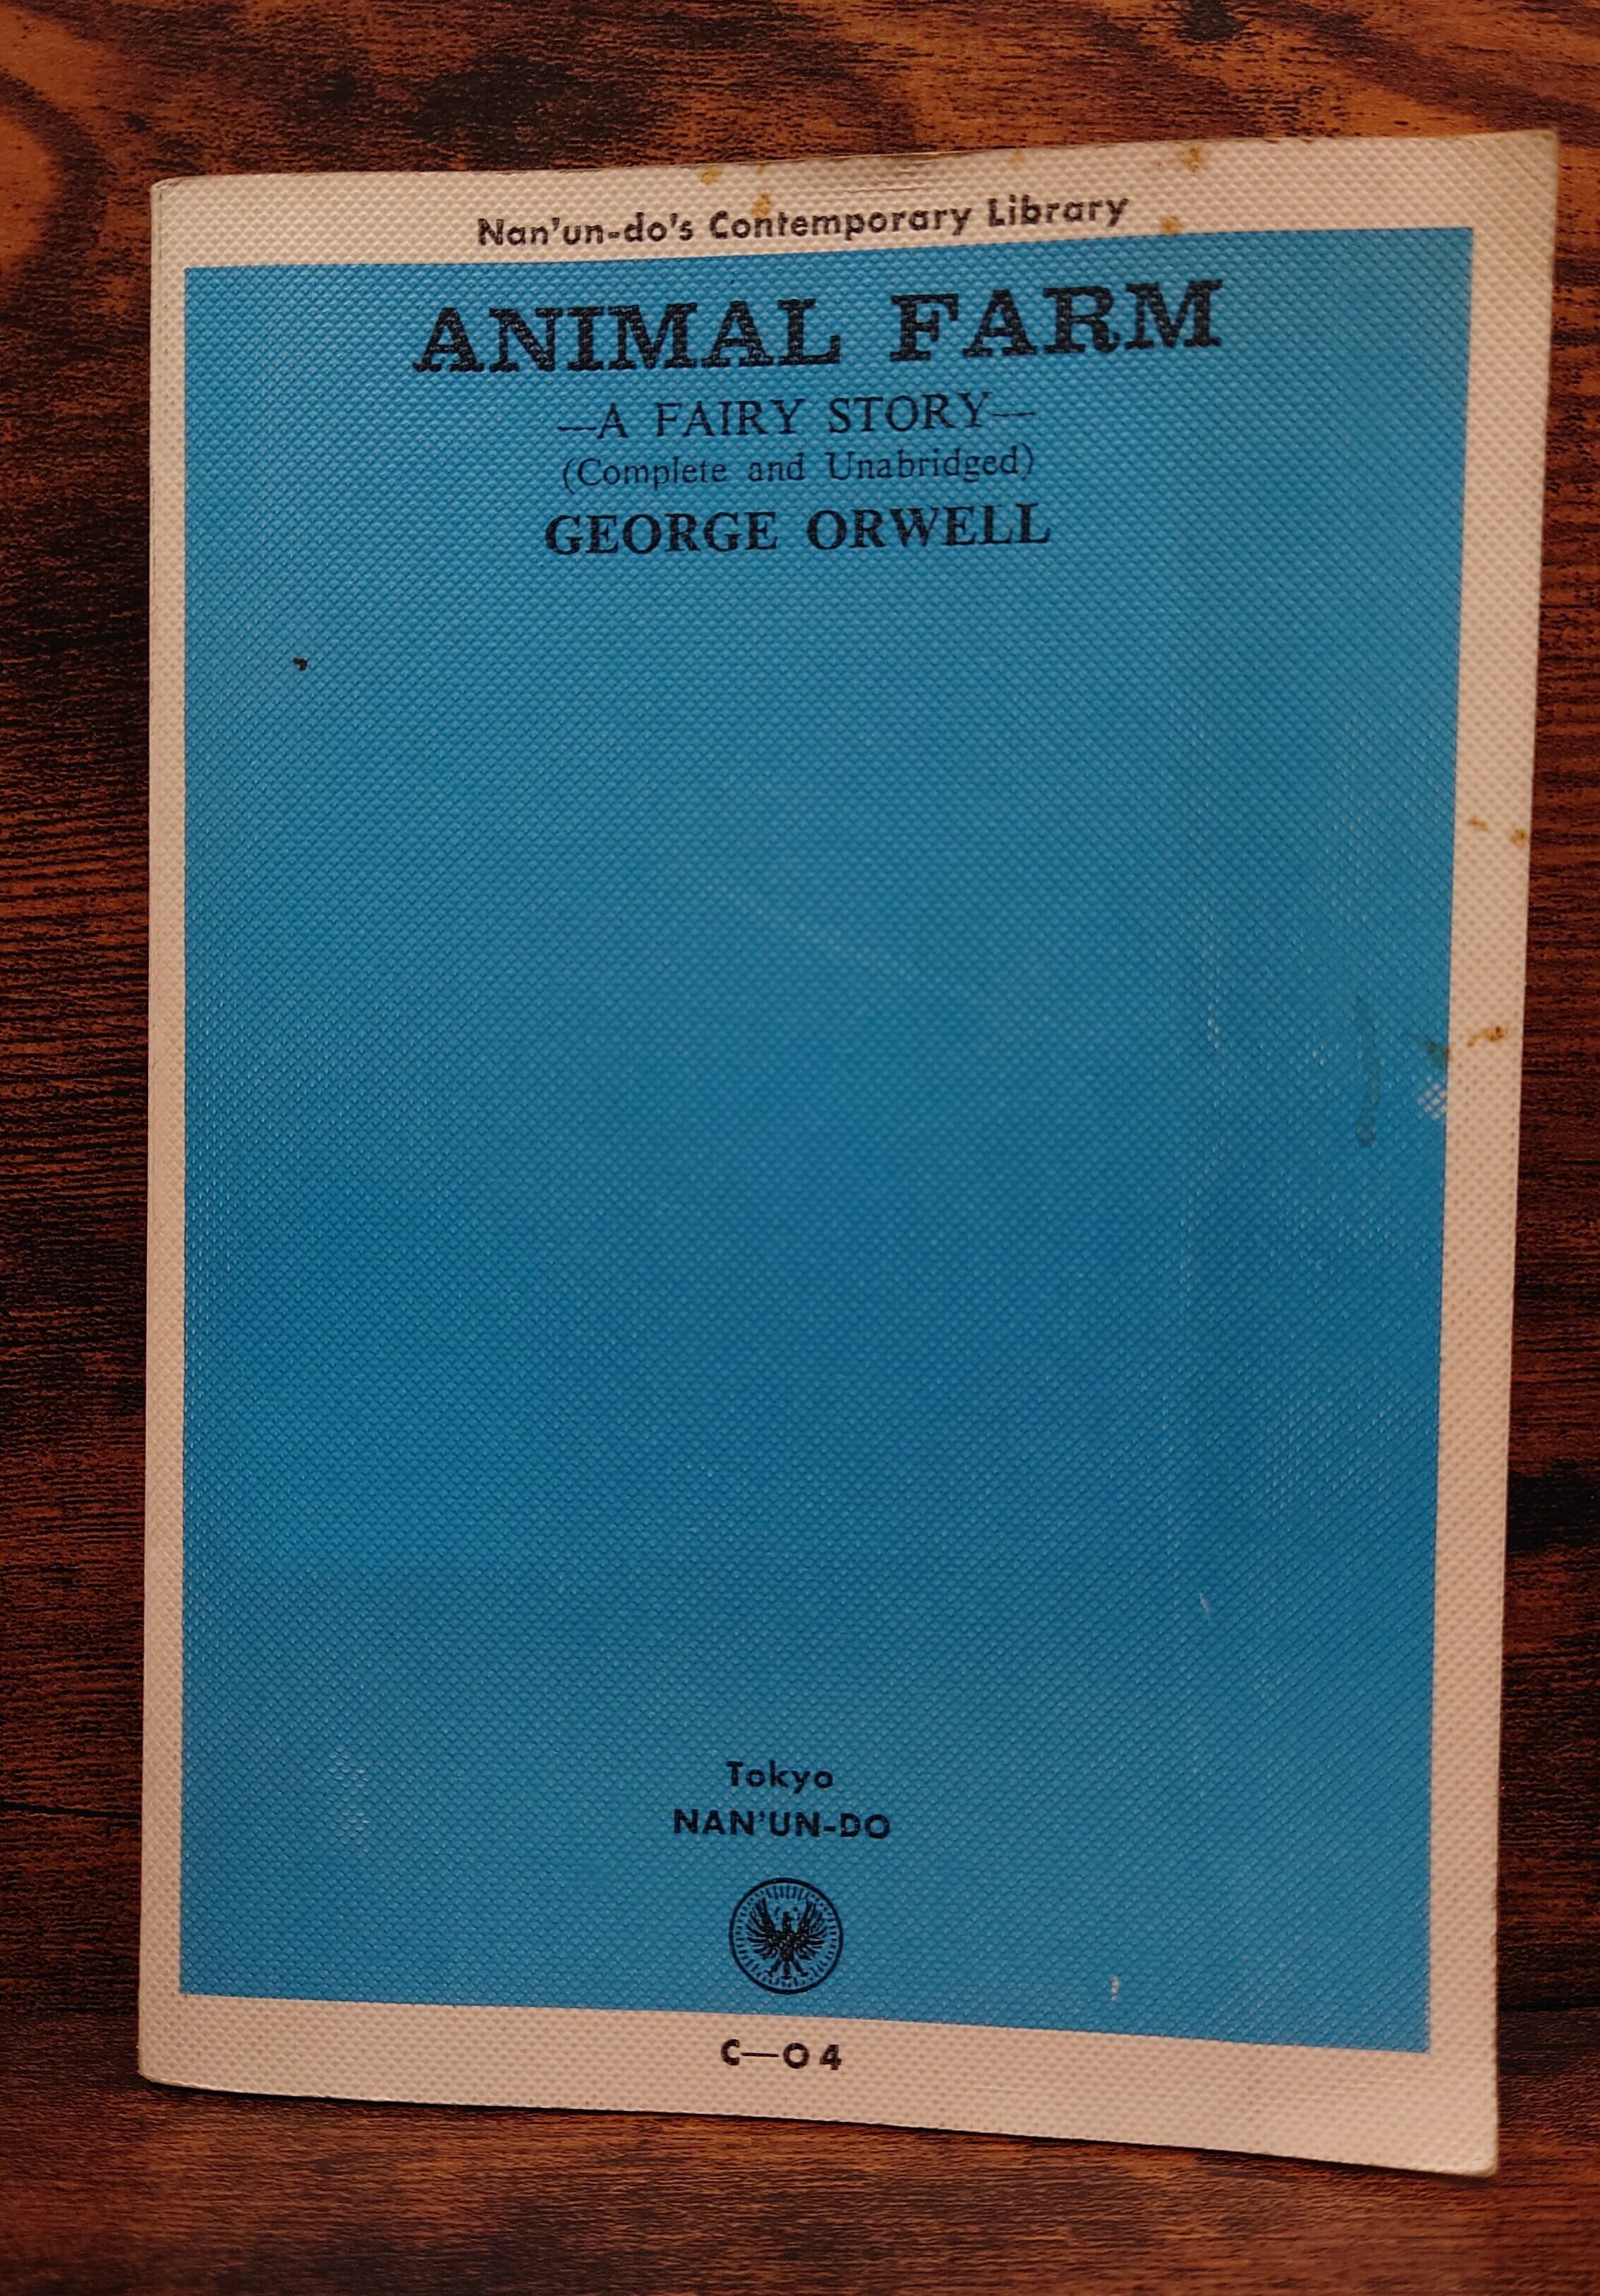 Nan'un-do's Contemporary Library
ANIMAL FARM
—A FAIRY STORY—
(Complete and Unabridged)
GEORGE ORWELL
Tokyo
NAN'UN-DO
C—04